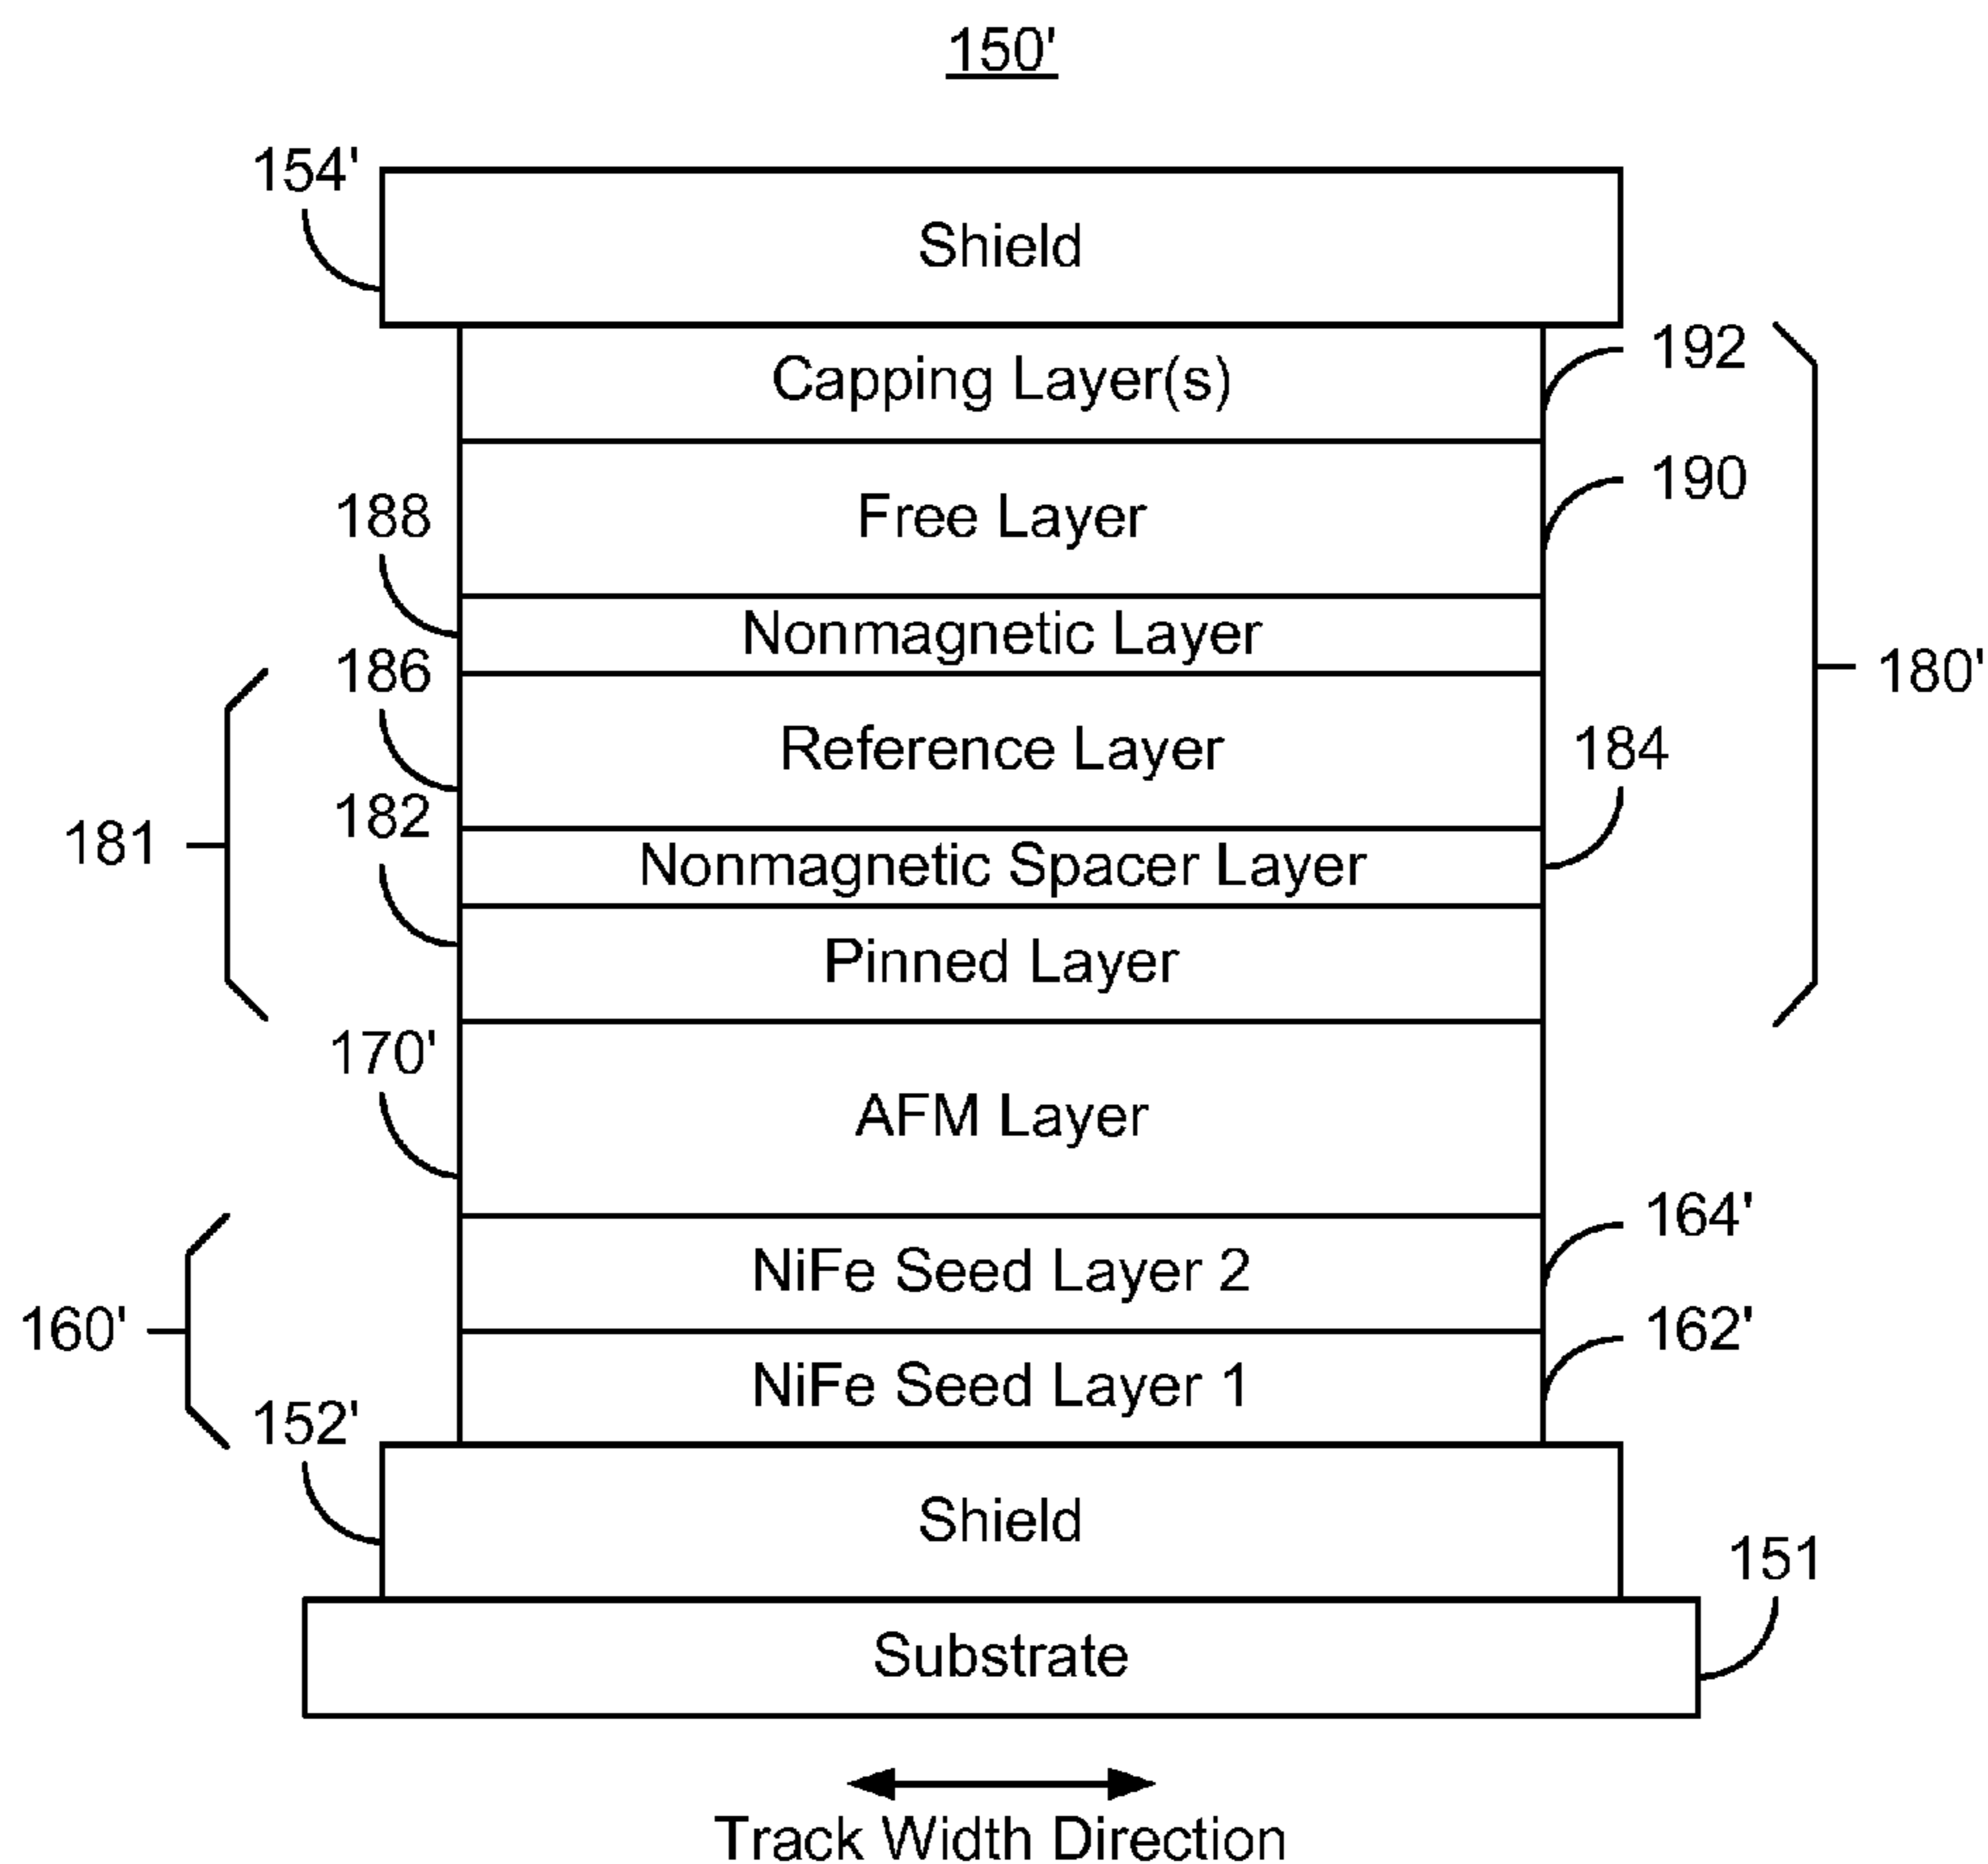 150'
154'
Shield
192
Capping Layer(s)
190
188
Free Layer
Nonmagnetic Layer
186
180'
Reference Layer
184
182
181
Nonmagnetic Spacer Layer
Pinned Layer
170'
AFM Layer
164'
NiFe Seed Layer 2
160'
162'
NiFe Seed Layer 1
152'
Shield
151
Substrate
Track Width Direction